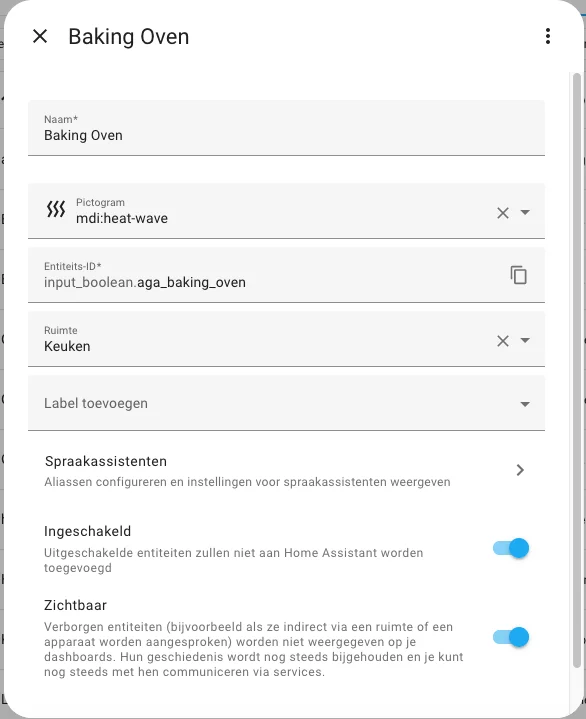 Baking Oven
Naam*
Baking Oven
Pictogram
mdi:heat-wave
Entiteits-ID*
input_boolean.aga_baking_oven
Ruimte
Keuken
Label toevoegen
Spraakassistenten
Aliassen configureren en instellingen voor spraakassistenten weergeven
Ingeschakeld
Uitgeschakelde entiteiten zullen niet aan Home Assistant worden
toegevoegd
Zichtbaar
Verborgen entiteiten (bijvoorbeeld als ze indirect via een ruimte of een
apparaat worden aangesproken) worden niet weergegeven op je
dashboards. Hun geschiedenis wordt nog steeds bijgehouden en je kunt
nog steeds met hen communiceren via services.